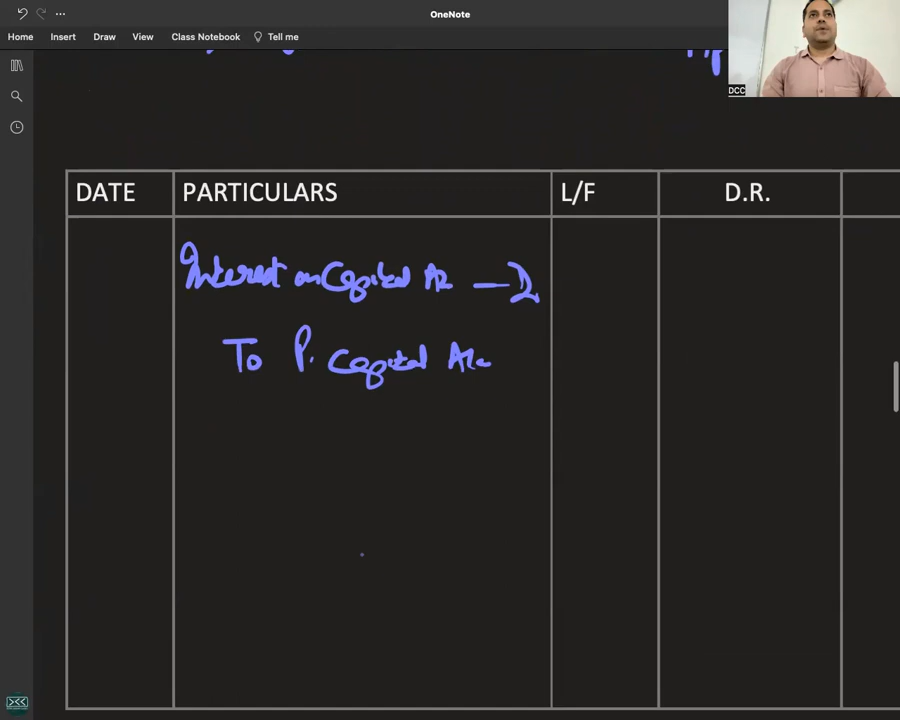 OneNote
Home Insert Draw View Class Notebook Tell me
DCC
DATE PARTICULARS L/F D.R.
Interest on Capital A/c — Dr
To P. Capital A/c